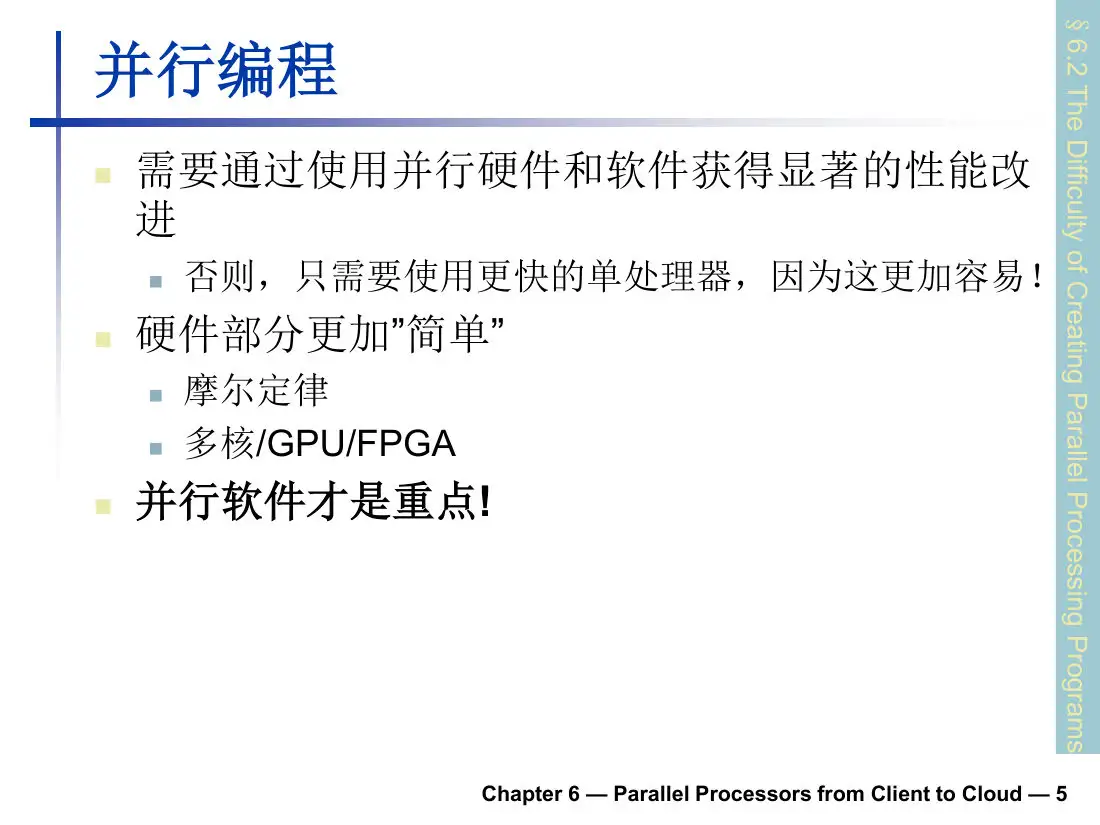 并行编程
需要通过使用并行硬件和软件获得显著的性能改
进
否则，只需要使用更快的单处理器，因为这更加容易！
硬件部分更加”简单”
摩尔定律
多核/GPU/FPGA
并行软件才是重点!
§6.2 The Difficulty of Creating Parallel Processing Programs
Chapter 6 — Parallel Processors from Client to Cloud — 5